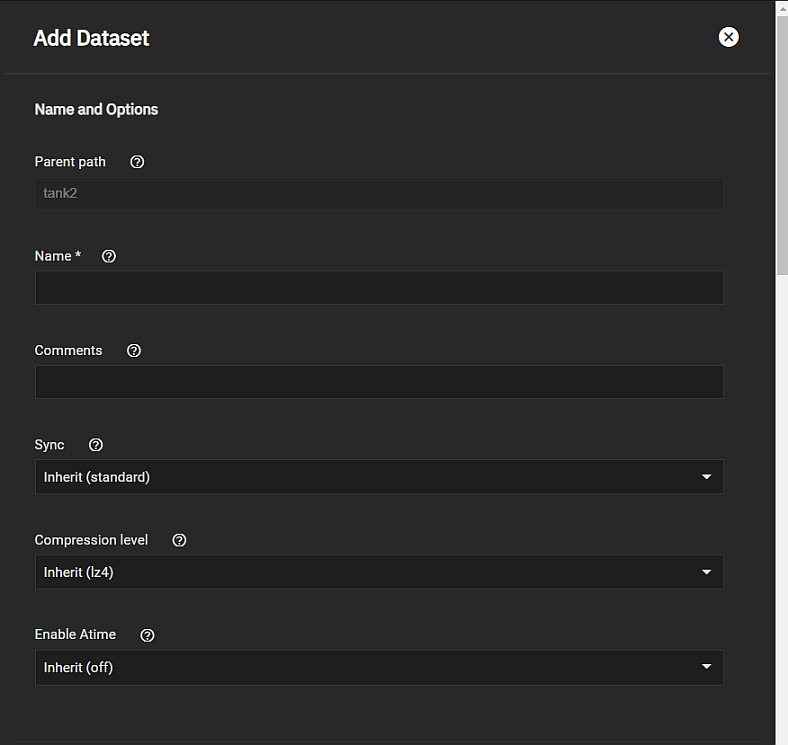 Add Dataset
Name and Options
Parent path
tank2
Name *
Comments
Sync
Inherit (standard)
Compression level
Inherit (lz4)
Enable Atime
Inherit (off)